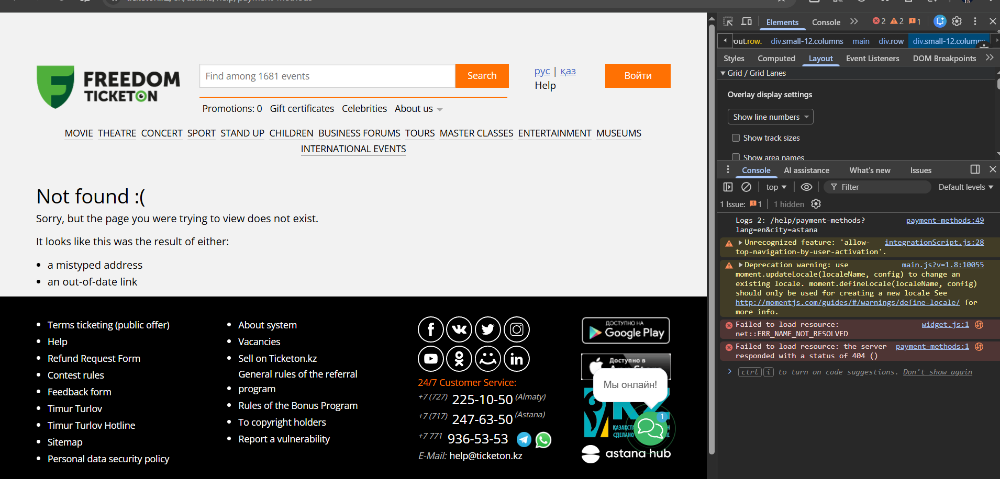 FREEDOM
TICKETON
Find among 1681 events
Search
рус | қаз
Help
Войти
Promotions: 0 Gift certificates Celebrities About us
MOVIE THEATRE CONCERT SPORT STAND UP CHILDREN BUSINESS FORUMS TOURS MASTER CLASSES ENTERTAINMENT MUSEUMS
INTERNATIONAL EVENTS
Not found :(
Sorry, but the page you were trying to view does not exist.
It looks like this was the result of either:
a mistyped address
an out-of-date link
Terms ticketing (public offer)
Help
Refund Request Form
Contest rules
Feedback form
Timur Turlov
Timur Turlov Hotline
Sitemap
Personal data security policy
About system
Vacancies
Sell on Ticketon.kz
General rules of the referral
program
Rules of the Bonus Program
To copyright holders
Report a vulnerability
24/7 Customer Service:
+7 (727) 225-10-50 (Almaty)
+7 (717) 247-63-50 (Astana)
+7 771 936-53-53
E-Mail: help@ticketon.kz
ДОСТУПНО НА
Google Play
Доступно в
Мы онлайн!
1
astana hub
Elements Console 2 2 1
row. div.small-12.columns main div.row div.small-12.columns
Styles Computed Layout Event Listeners DOM Breakpoints
Grid / Grid Lanes
Overlay display settings
Show line numbers
Show track sizes
Show area names
Console AI assistance What's new Issues
top Filter Default levels
1 Issue: 1 1 hidden
Logs 2: /help/payment-methods? payment-methods:49
lang=en&city=astana
Unrecognized feature: 'allow- integrationScript.js:28
top-navigation-by-user-activation'.
Deprecation warning: use main.js?v=1.8:10055
moment.updateLocale(localeName, config) to change an
existing locale. moment.defineLocale(localeName, config)
should only be used for creating a new locale See
http://momentjs.com/guides/#/warnings/define-locale/ for
more info.
Failed to load resource: widget.js:1
net::ERR_NAME_NOT_RESOLVED
Failed to load resource: the server payment-methods:1
responded with a status of 404 ()
ctrl i to turn on code suggestions. Don't show again